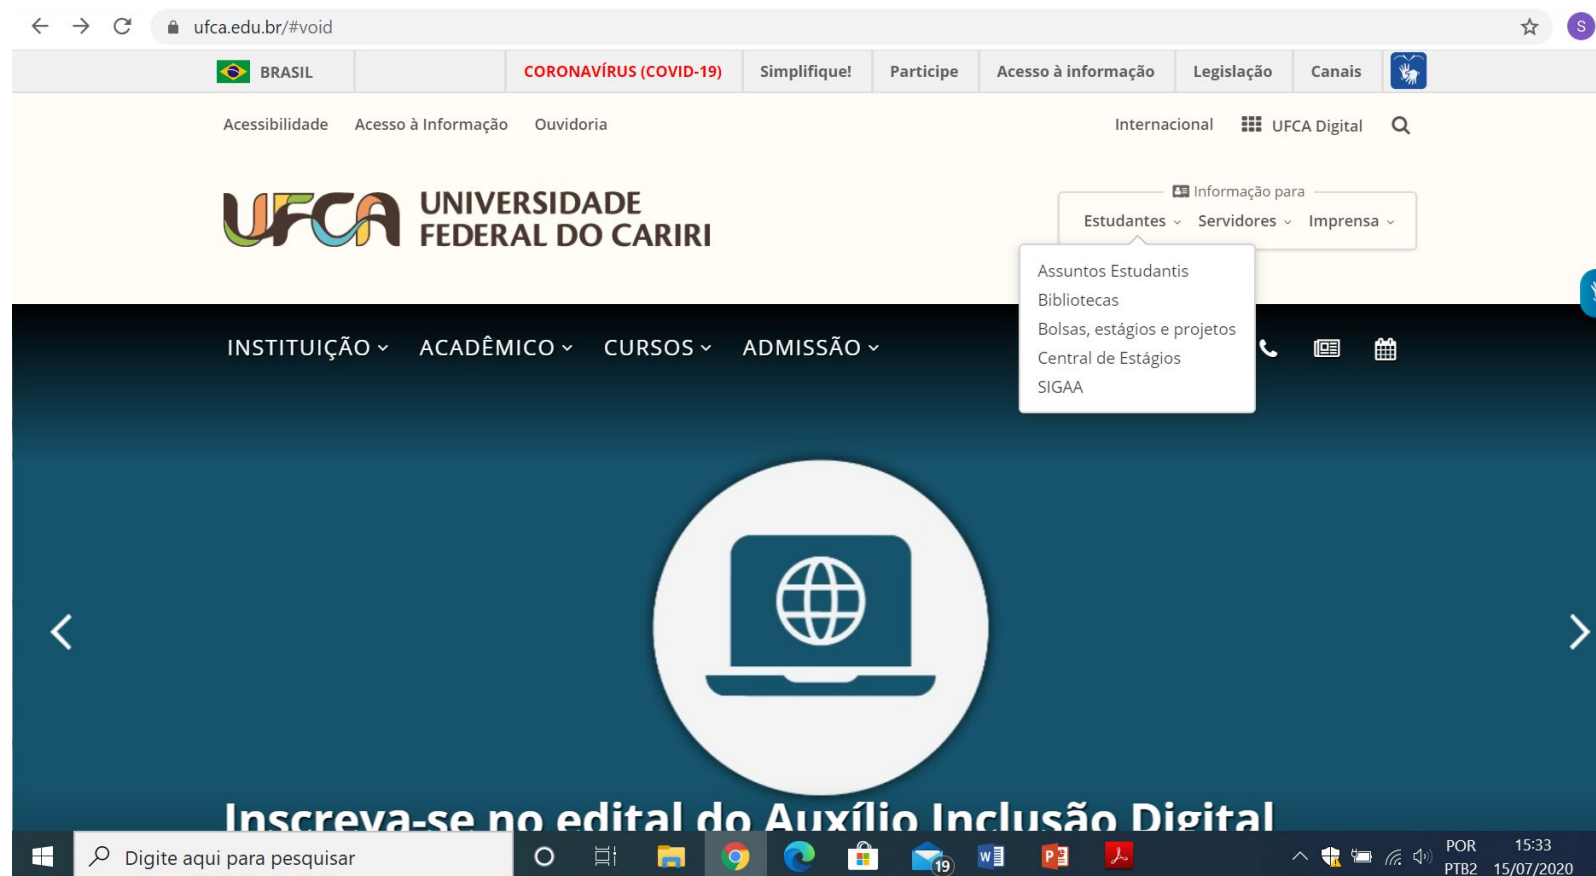 ufca.edu.br/#void
S
BRASIL CORONAVÍRUS (COVID-19) Simplifique! Participe Acesso à informação Legislação Canais
Acessibilidade Acesso à Informação Ouvidoria Internacional UFCA Digital
UFCA UNIVERSIDADE FEDERAL DO CARIRI
Informação para
Estudantes Servidores Imprensa
Assuntos Estudantis
Bibliotecas
Bolsas, estágios e projetos
Central de Estágios
SIGAA
INSTITUIÇÃO ACADÊMICO CURSOS ADMISSÃO
Inscreva-se no edital do Auxílio Inclusão Digital
Digite aqui para pesquisar
19
POR 15:33
PTB2 15/07/2020